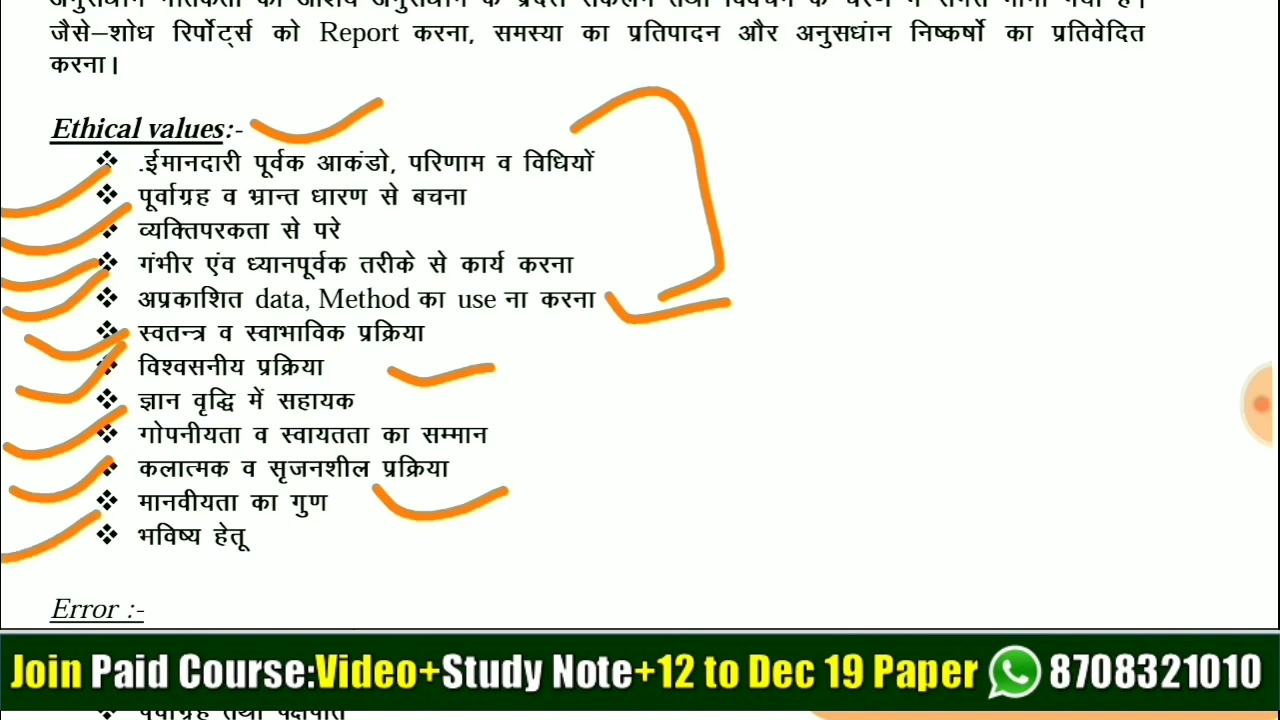 जैसे–शोध रिर्पोट्र्स को Report करना, समस्या का प्रतिपादन और अनुसधांन निष्कर्षो का प्रतिवेदित
करना।
Ethical values:-
❖ .ईमानदारी पूर्वक आकंडो, परिणाम व विधियों
❖ पूर्वाग्रह व भ्रान्त धारण से बचना
❖ व्यक्तिपरकता से परे
❖ गंभीर एंव ध्यानपूर्वक तरीके से कार्य करना
❖ अप्रकाशित data, Method का use ना करना
❖ स्वतन्त्र व स्वाभाविक प्रक्रिया
❖ विश्वसनीय प्रक्रिया
❖ ज्ञान वृद्धि में सहायक
❖ गोपनीयता व स्वायतता का सम्मान
❖ कलात्मक व सृजनशील प्रक्रिया
❖ मानवीयता का गुण
❖ भविष्य हेतू
Error :-
Join Paid Course:Video+Study Note+12 to Dec 19 Paper 8708321010